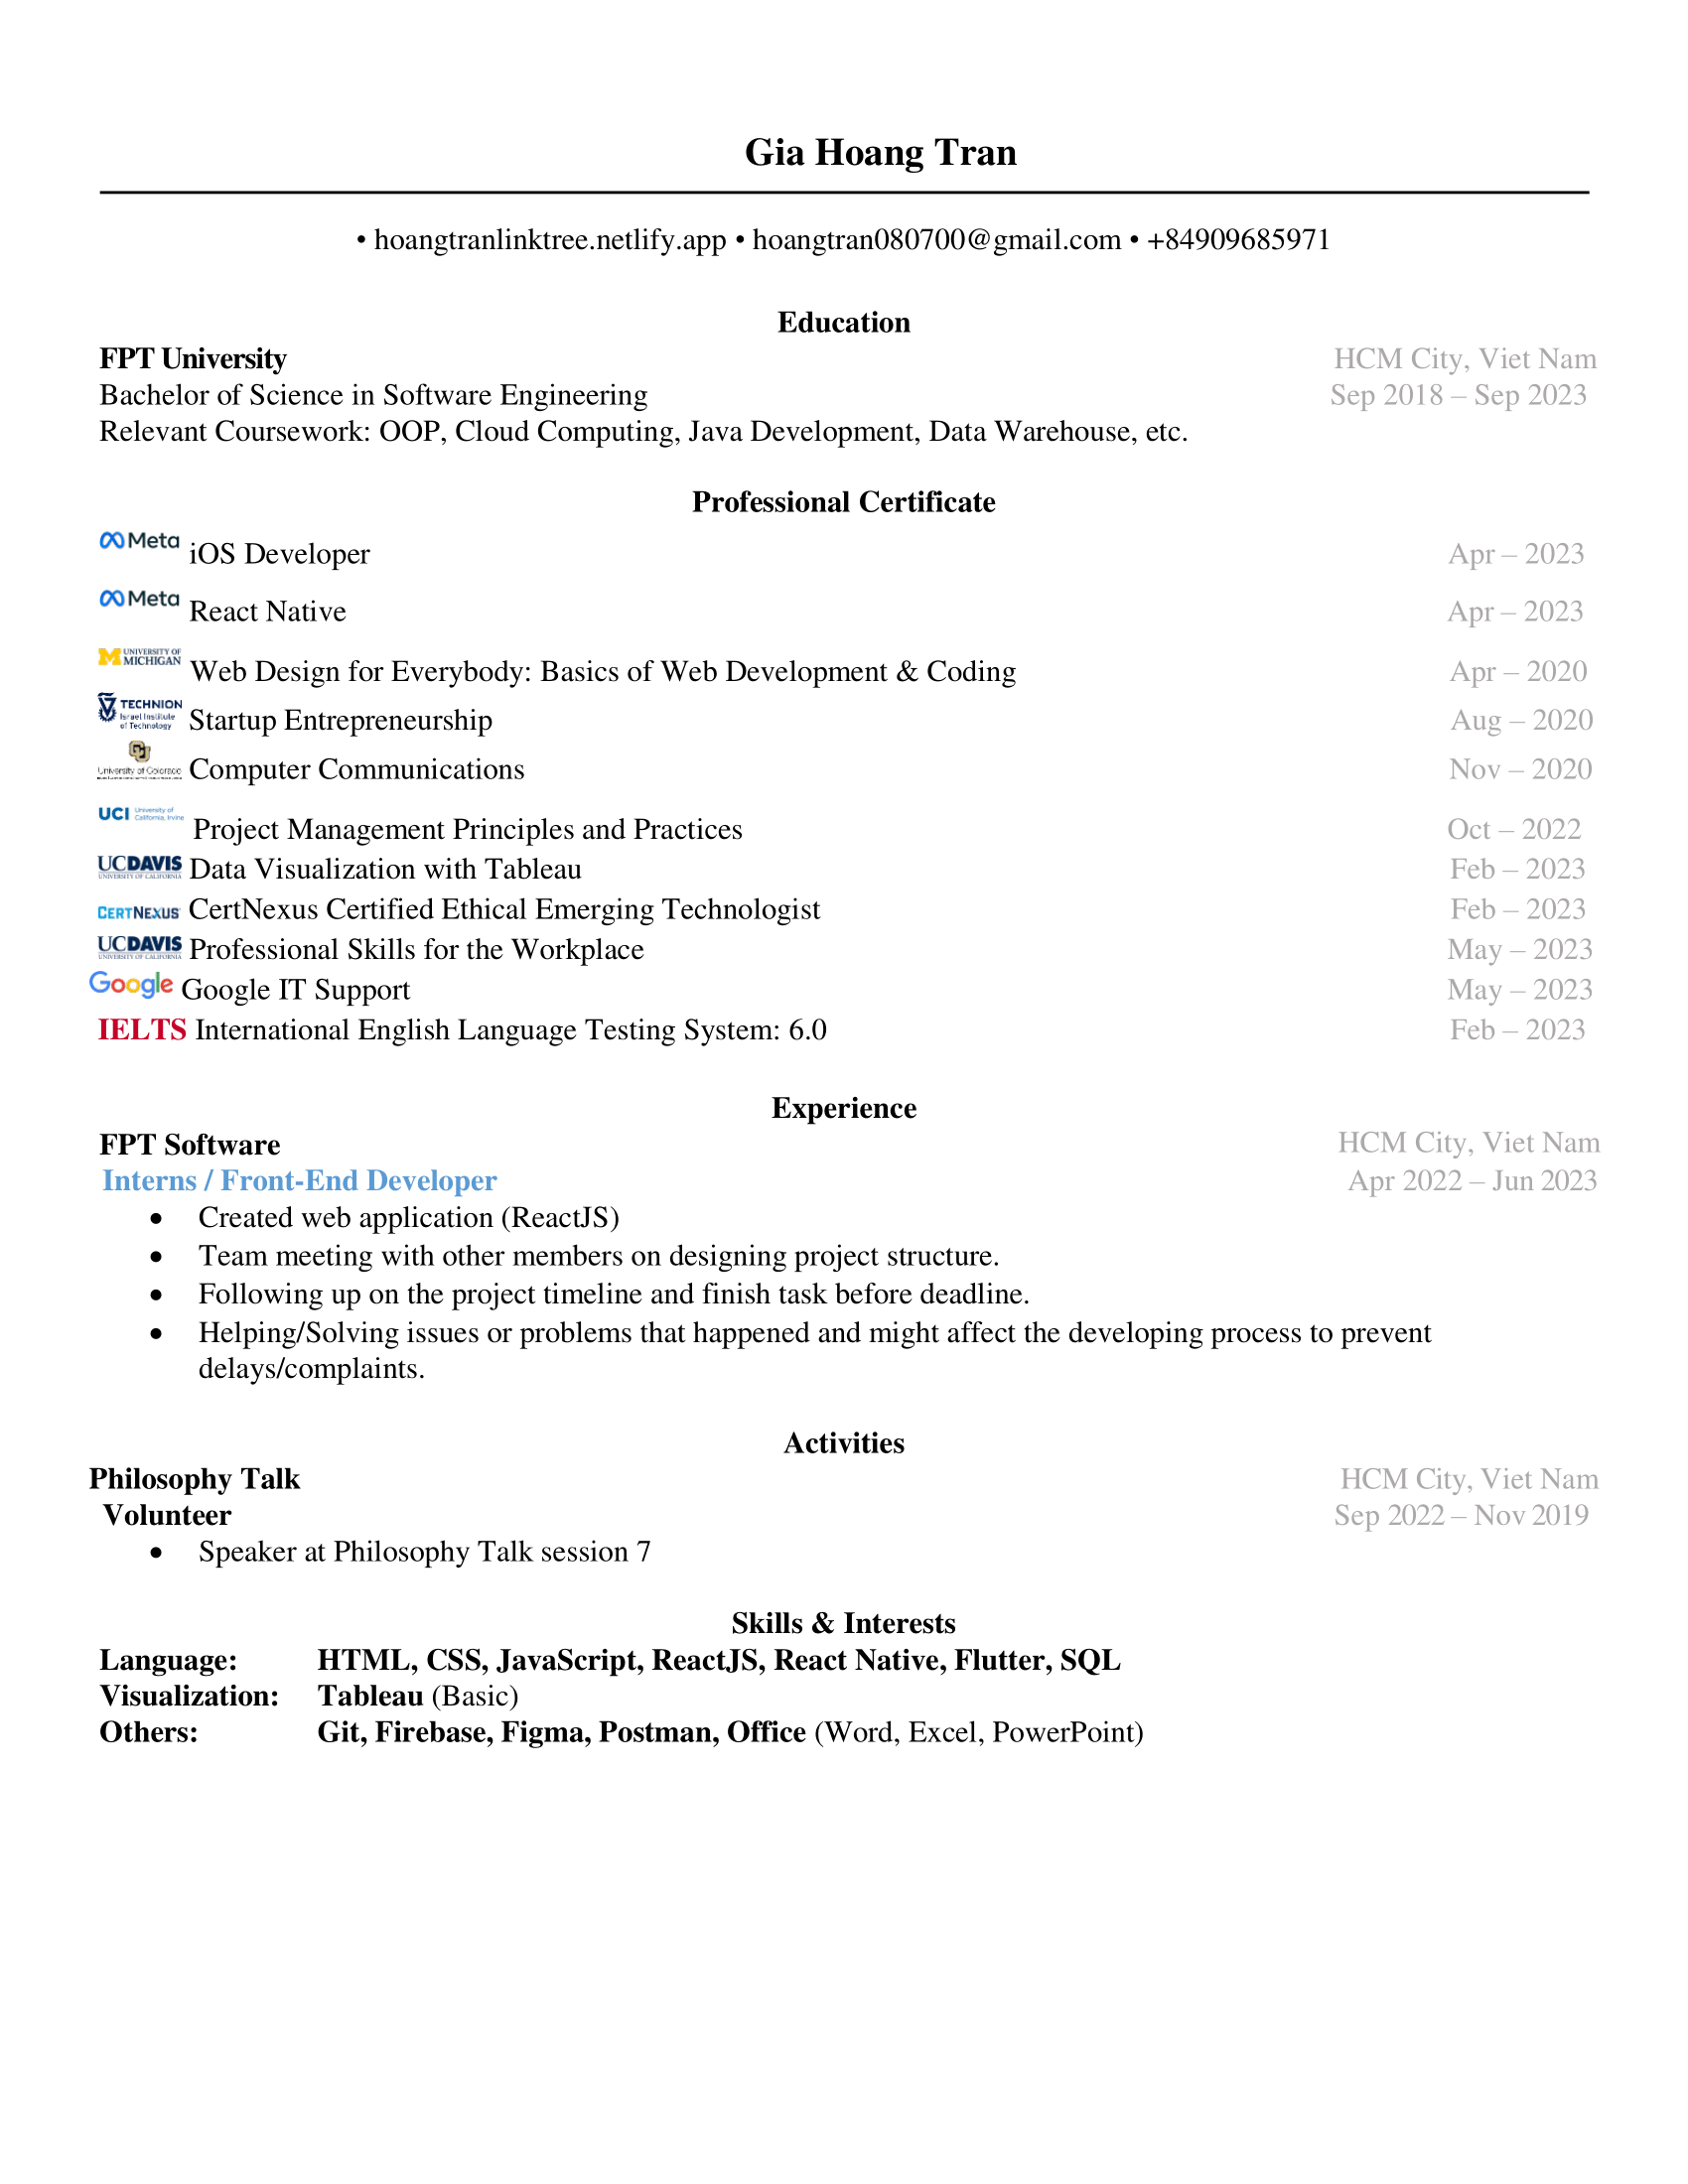 Gia Hoang Tran
• hoangtranlinktree.netlify.app • hoangtran080700@gmail.com • +84909685971
Education
FPT University HCM City, Viet Nam
Bachelor of Science in Software Engineering Sep 2018 – Sep 2023
Relevant Coursework: OOP, Cloud Computing, Java Development, Data Warehouse, etc.
Professional Certificate
Meta iOS Developer Apr – 2023
Meta React Native Apr – 2023
M UNIVERSITY OF MICHIGAN Web Design for Everybody: Basics of Web Development & Coding Apr – 2020
TECHNION Israel Institute of Technology Startup Entrepreneurship Aug – 2020
CU University of Colorado Computer Communications Nov – 2020
UCI University of California, Irvine Project Management Principles and Practices Oct – 2022
UCDAVIS UNIVERSITY OF CALIFORNIA Data Visualization with Tableau Feb – 2023
CERTNEXUS CertNexus Certified Ethical Emerging Technologist Feb – 2023
UCDAVIS UNIVERSITY OF CALIFORNIA Professional Skills for the Workplace May – 2023
Google Google IT Support May – 2023
IELTS International English Language Testing System: 6.0 Feb – 2023
Experience
FPT Software HCM City, Viet Nam
Interns / Front-End Developer Apr 2022 – Jun 2023
• Created web application (ReactJS)
• Team meeting with other members on designing project structure.
• Following up on the project timeline and finish task before deadline.
• Helping/Solving issues or problems that happened and might affect the developing process to prevent
delays/complaints.
Activities
Philosophy Talk HCM City, Viet Nam
Volunteer Sep 2022 – Nov 2019
• Speaker at Philosophy Talk session 7
Skills & Interests
Language: HTML, CSS, JavaScript, ReactJS, React Native, Flutter, SQL
Visualization: Tableau (Basic)
Others: Git, Firebase, Figma, Postman, Office (Word, Excel, PowerPoint)